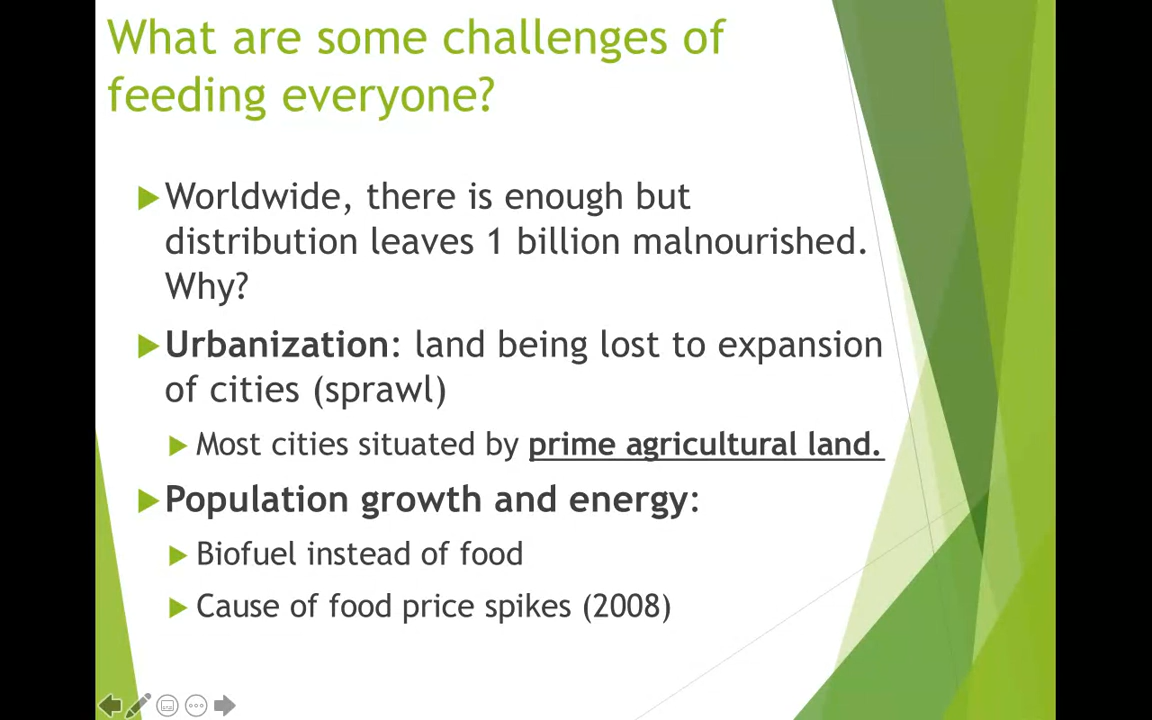 What are some challenges of
feeding everyone?
Worldwide, there is enough but
distribution leaves 1 billion malnourished.
Why?
Urbanization: land being lost to expansion
of cities (sprawl)
Most cities situated by prime agricultural land.
Population growth and energy:
Biofuel instead of food
Cause of food price spikes (2008)